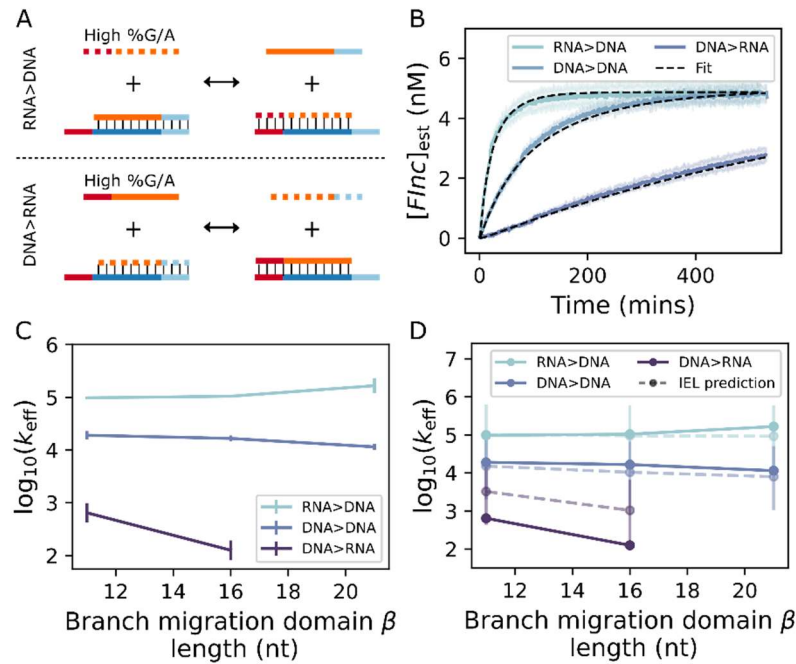 A
High %G/A
RNA>DNA
+
+
High %G/A
DNA>RNA
+
+
B
[FInc]est (nM)
6
4
2
0
RNA>DNA
DNA>DNA
DNA>RNA
Fit
0
200
400
Time (mins)
C
log10(keff)
6
5
4
3
2
RNA>DNA
DNA>DNA
DNA>RNA
12
14
16
18
20
Branch migration domain β
length (nt)
D
log10(keff)
7
6
5
4
3
2
RNA>DNA
DNA>DNA
DNA>RNA
IEL prediction
12
14
16
18
20
Branch migration domain β
length (nt)